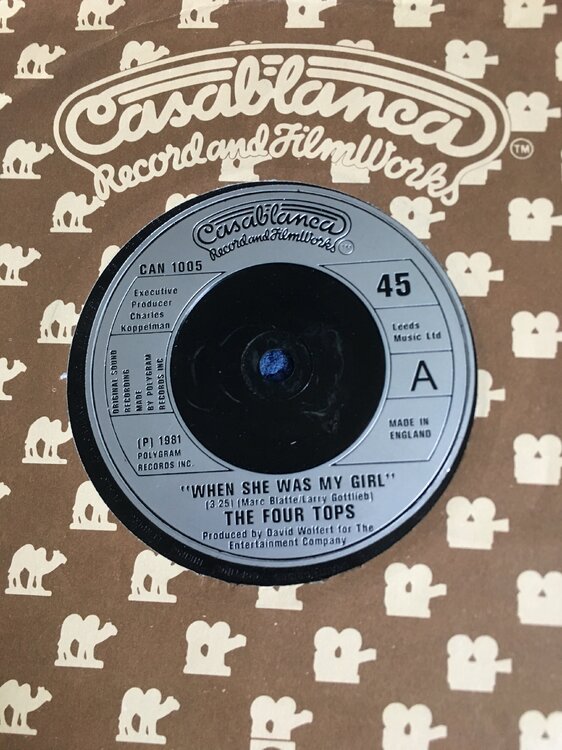 Casablanca
Record and FilmWorks
TM
Casablanca
Record and FilmWorks
CAN 1005
45
Executive
Producer
Charles
Koppelman
Leeds
Music Ltd
ORIGINAL SOUND
RECORDING
MADE
BY POLYGRAM
RECORDS INC
A
MADE IN
ENGLAND
(P) 1981
POLYGRAM
RECORDS INC.
"WHEN SHE WAS MY GIRL"
(3.25) (Marc Blatte/Larry Gottlieb)
THE FOUR TOPS
Produced by David Wolfert for The
Entertainment Company